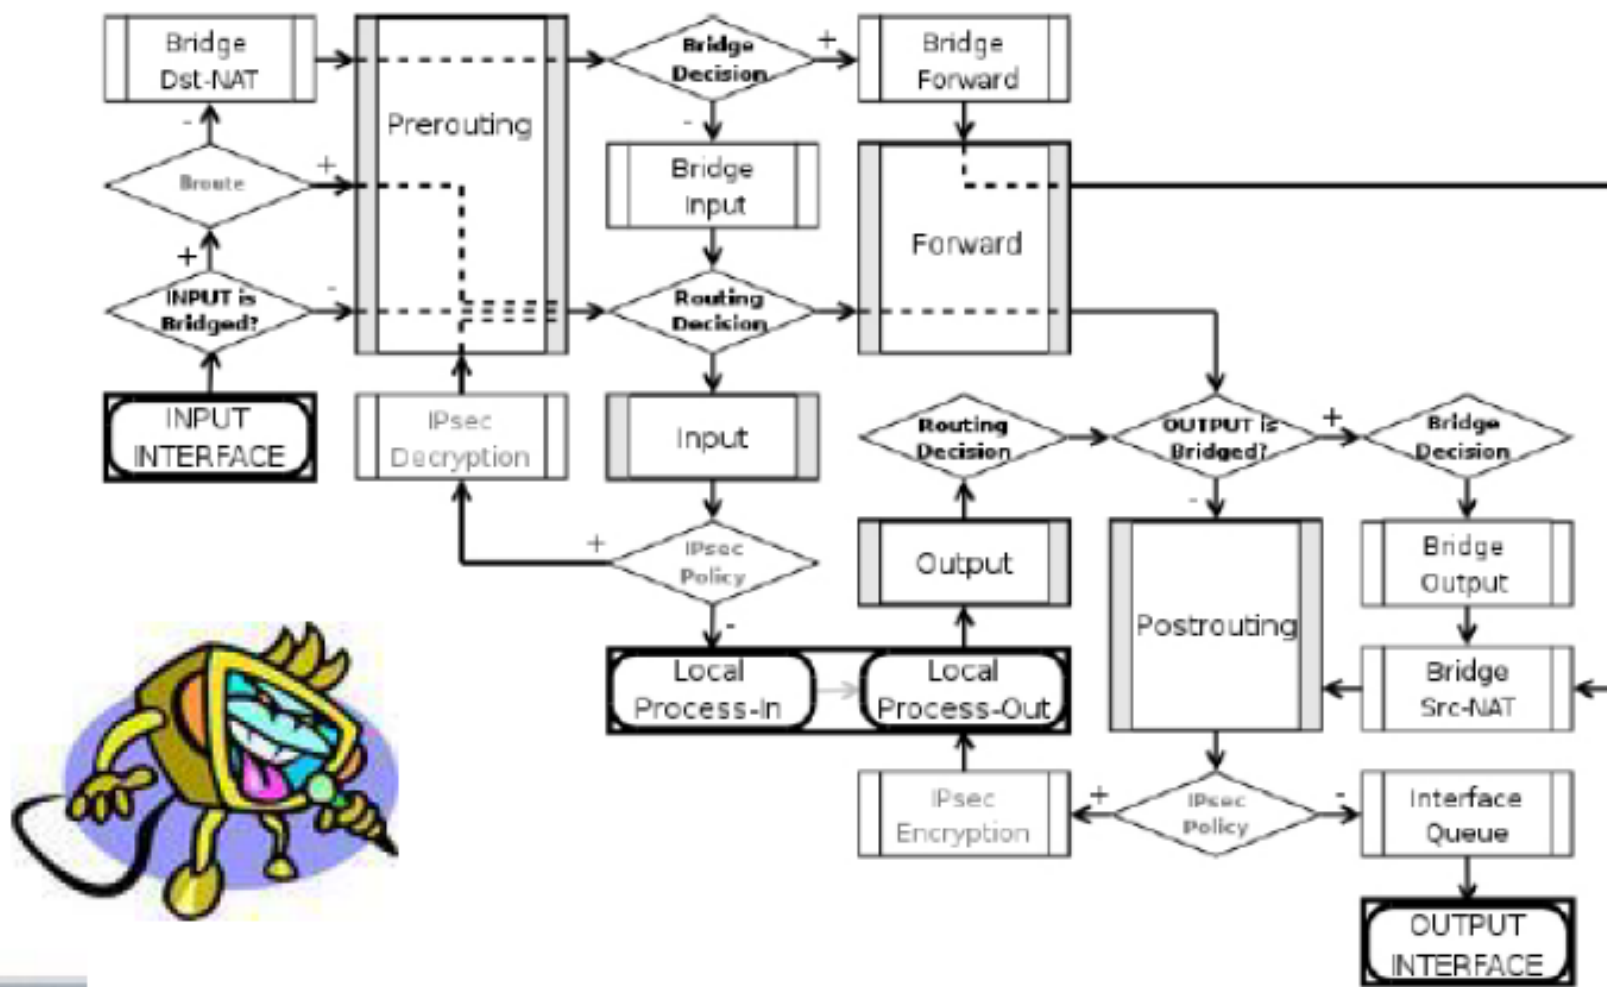 Bridge
Dst-NAT
Prerouting
Bridge
Decision
+
Bridge
Forward
-
Broute
+
-
Bridge
Input
Forward
+
INPUT is
Bridged?
-
Routing
Decision
INPUT
INTERFACE
IPsec
Decryption
Input
Routing
Decision
OUTPUT is
Bridged?
+
Bridge
Decision
-
+
IPsec
Policy
-
Output
Postrouting
Bridge
Output
Local
Process-In
Local
Process-Out
Bridge
Src-NAT
IPsec
Encryption
+
IPsec
Policy
-
Interface
Queue
OUTPUT
INTERFACE